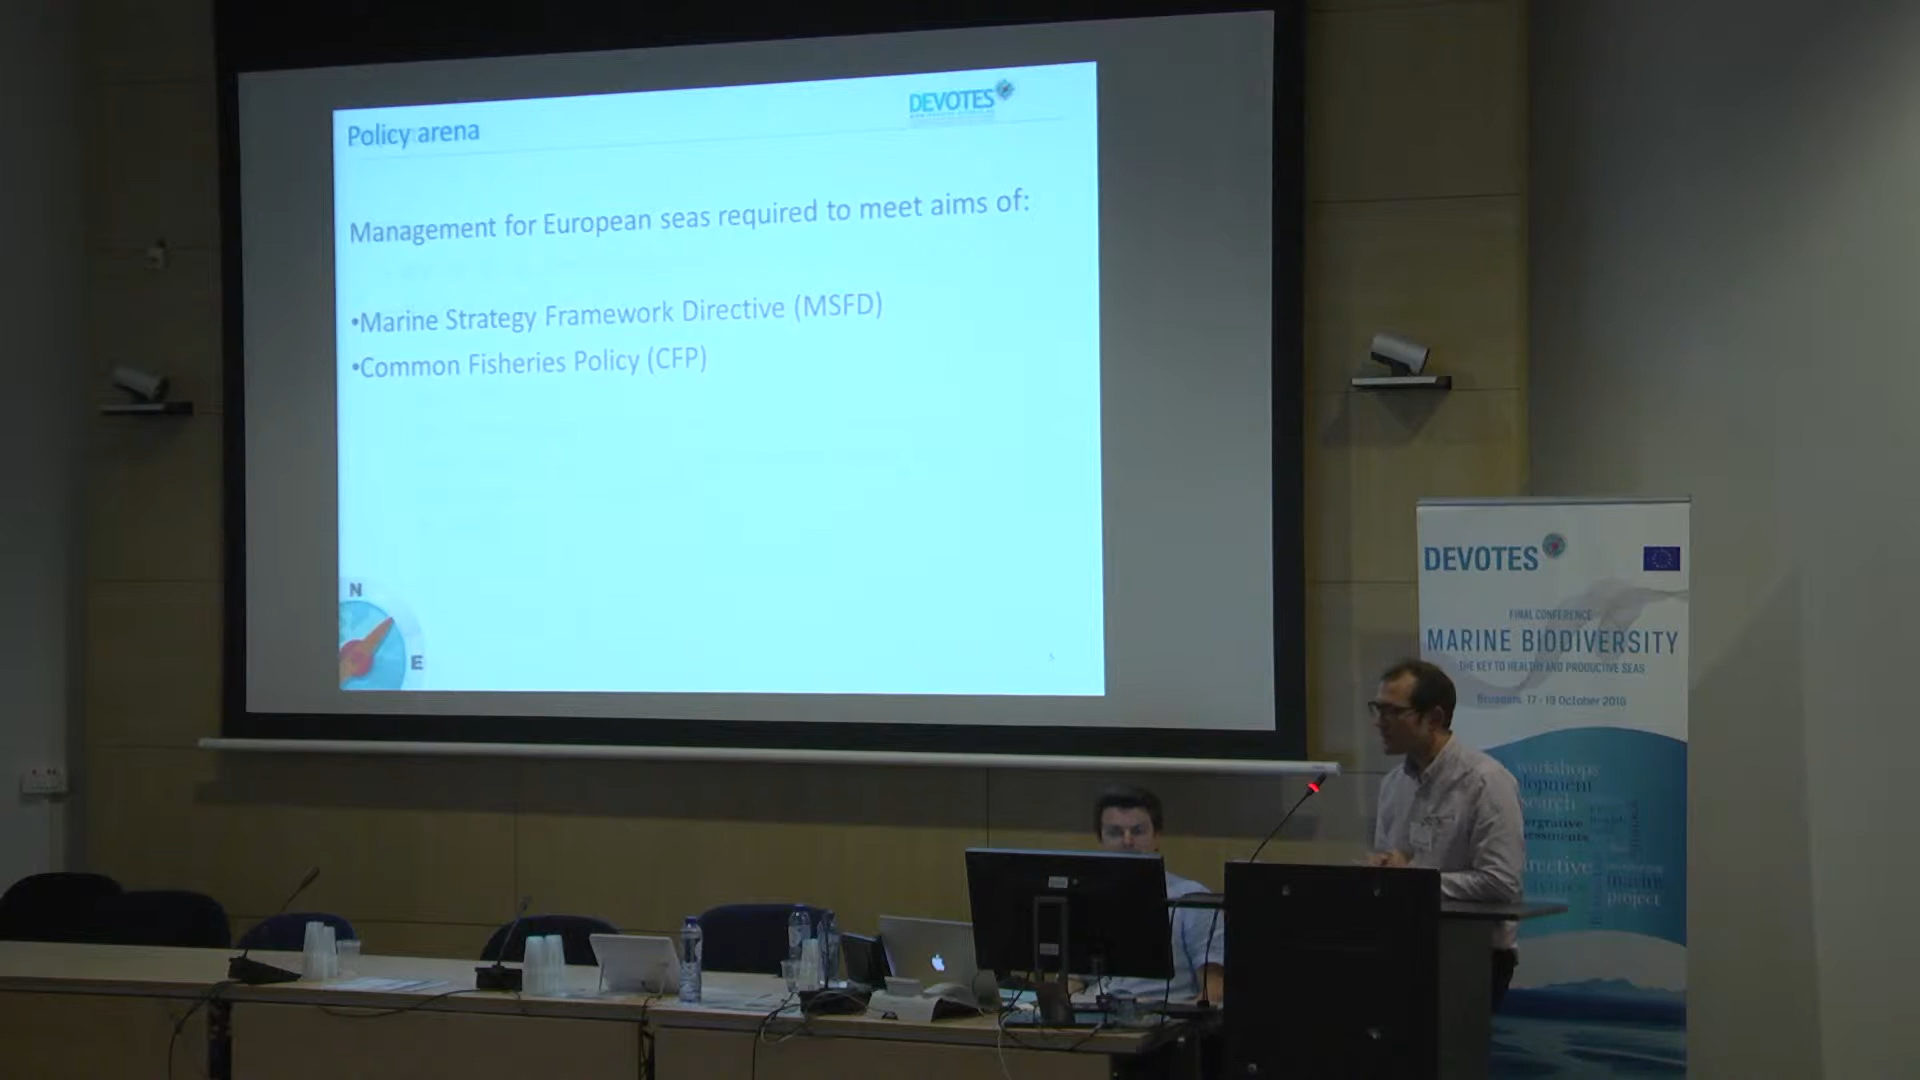 Policy arena
DEVOTES
Management for European seas required to meet aims of:
•Marine Strategy Framework Directive (MSFD)
•Common Fisheries Policy (CFP)
N
E
DEVOTES
FINAL CONFERENCE
MARINE BIODIVERSITY
THE KEY TO HEALTHY AND PRODUCTIVE SEAS
Brussels, 17 - 19 October 2016
workshops
project